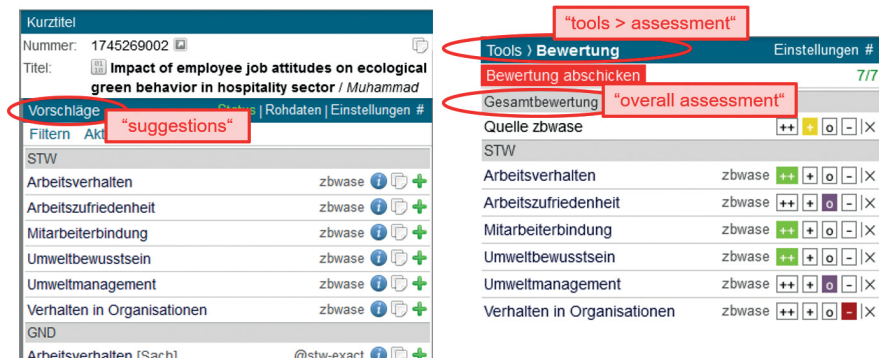 Kurztitel
Nummer: 1745269002
Titel: Impact of employee job attitudes on ecological
green behavior in hospitality sector / Muhammad
Vorschläge Status | Rohdaten | Einstellungen #
"suggestions"
Filtern Akt
STW
Arbeitsverhalten zbwase
Arbeitszufriedenheit zbwase
Mitarbeiterbindung zbwase
Umweltbewusstsein zbwase
Umweltmanagement zbwase
Verhalten in Organisationen zbwase
GND
Arbeitsverhalten [Sach] @stw-exact
"tools > assessment"
Tools ⟩ Bewertung Einstellungen #
Bewertung abschicken 7/7
Gesamtbewertung
"overall assessment"
Quelle zbwase ++ + o - |X
STW
Arbeitsverhalten zbwase ++ + o - |X
Arbeitszufriedenheit zbwase ++ + o - |X
Mitarbeiterbindung zbwase ++ + o - |X
Umweltbewusstsein zbwase ++ + o - |X
Umweltmanagement zbwase ++ + o - |X
Verhalten in Organisationen zbwase ++ + o - |X